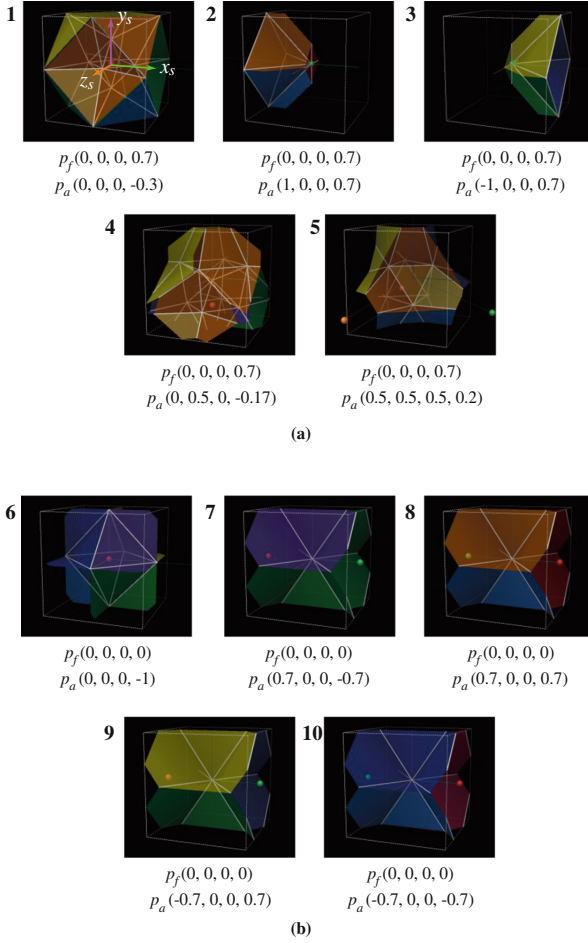 1 2 3
y_s
x_s
z_s
p_f(0, 0, 0, 0.7) p_f(0, 0, 0, 0.7) p_f(0, 0, 0, 0.7)
p_a(0, 0, 0, -0.3) p_a(1, 0, 0, 0.7) p_a(-1, 0, 0, 0.7)
4 5
p_f(0, 0, 0, 0.7) p_f(0, 0, 0, 0.7)
p_a(0, 0.5, 0, -0.17) p_a(0.5, 0.5, 0.5, 0.2)
(a)
6 7 8
p_f(0, 0, 0, 0) p_f(0, 0, 0, 0) p_f(0, 0, 0, 0)
p_a(0, 0, 0, -1) p_a(0.7, 0, 0, -0.7) p_a(0.7, 0, 0, 0.7)
9 10
p_f(0, 0, 0, 0) p_f(0, 0, 0, 0)
p_a(-0.7, 0, 0, 0.7) p_a(-0.7, 0, 0, -0.7)
(b)